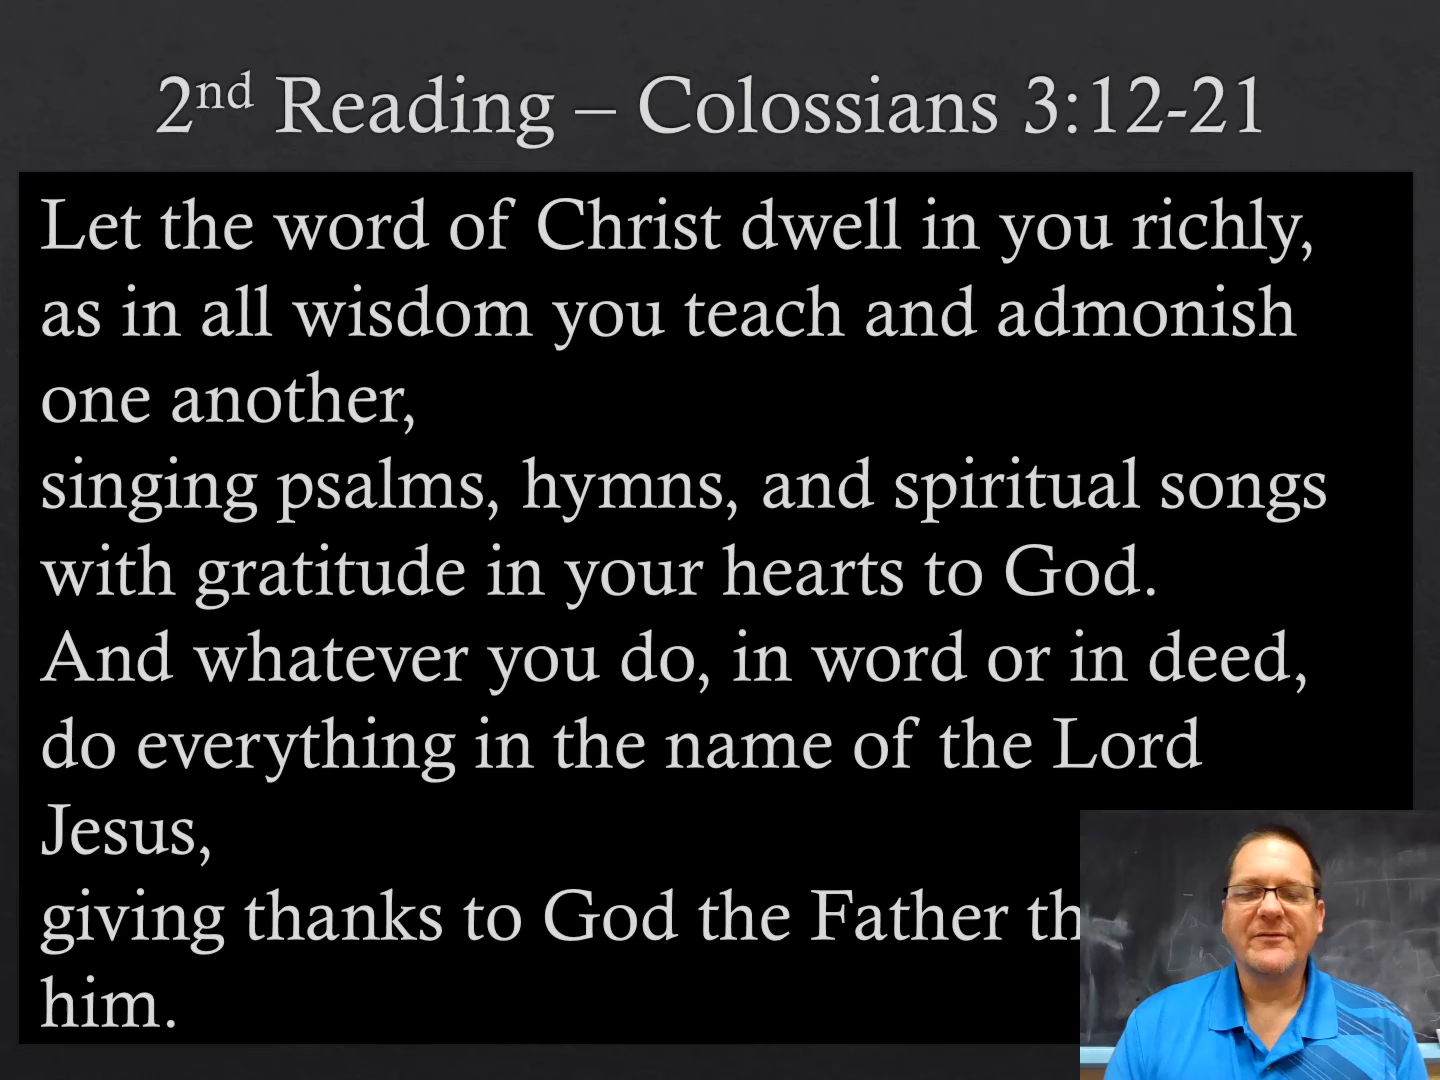 2nd Reading – Colossians 3:12-21
Let the word of Christ dwell in you richly,
as in all wisdom you teach and admonish
one another,
singing psalms, hymns, and spiritual songs
with gratitude in your hearts to God.
And whatever you do, in word or in deed,
do everything in the name of the Lord
Jesus,
giving thanks to God the Father
him.